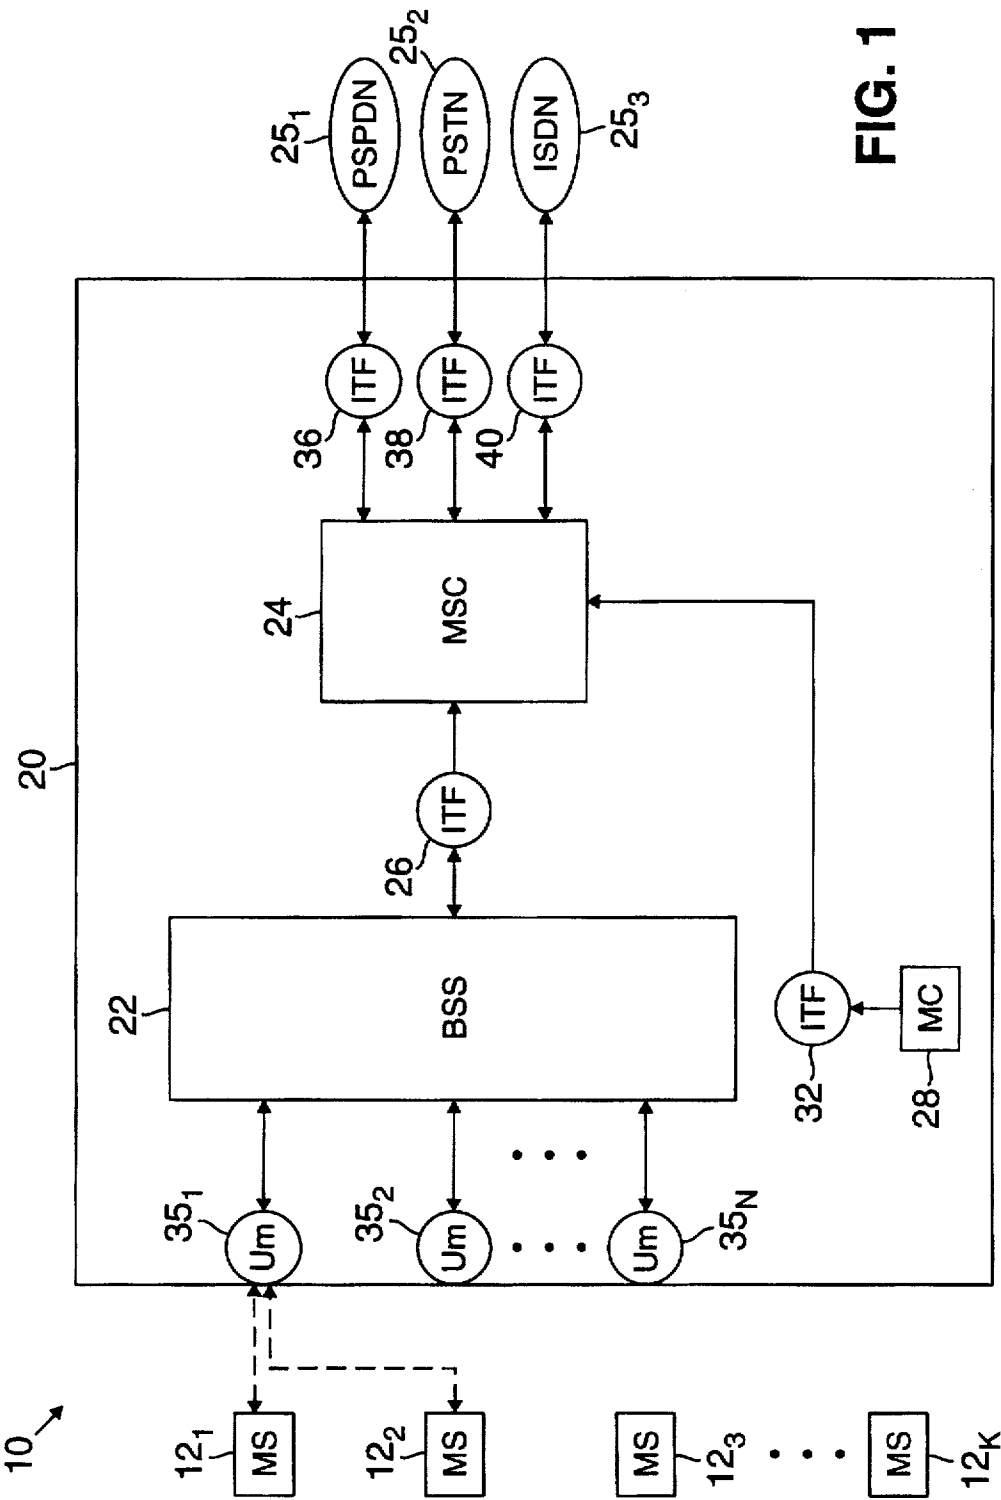 10
20
12₁
MS
12₂
MS
MS
12₃
MS
12ₖ
35₁
Um
35₂
Um
Um
35N
22
BSS
26
ITF
24
MSC
32
ITF
28
MC
36
ITF
38
ITF
40
ITF
25₁
PSPDN
25₂
PSTN
ISDN
25₃
FIG. 1